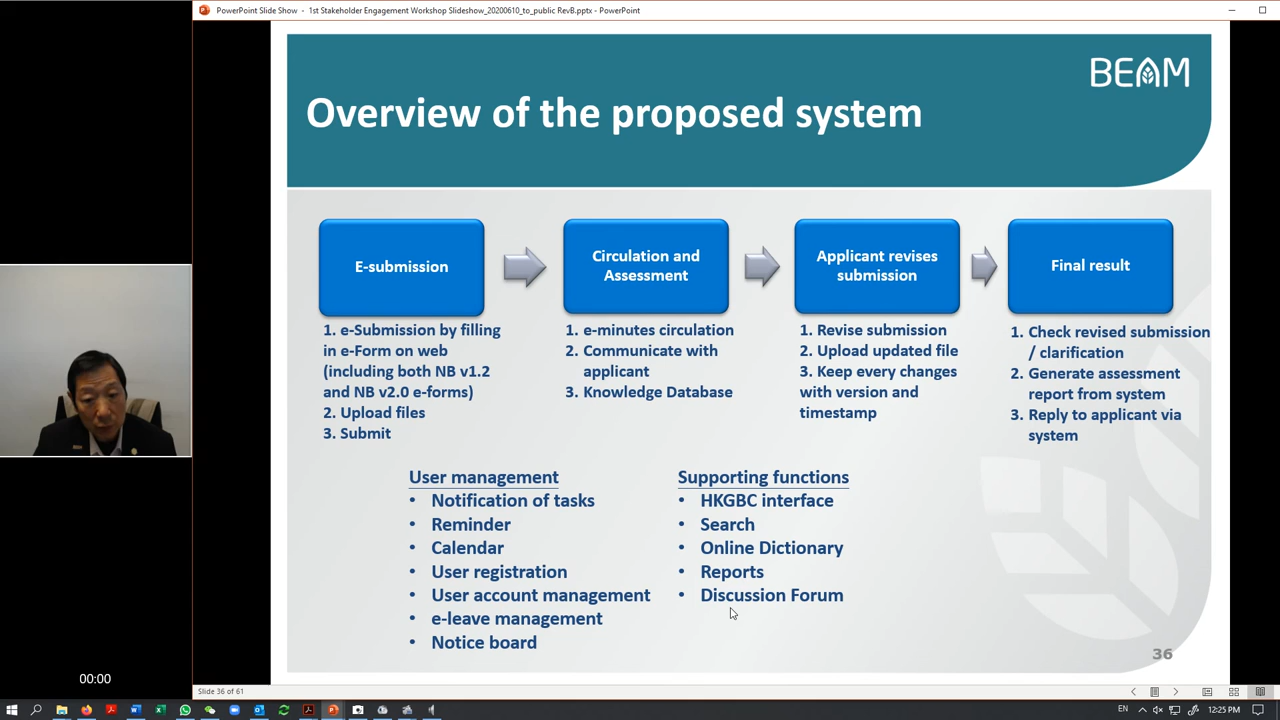 PowerPoint Slide Show - 1st Stakeholder Engagement Workshop Slideshow_20200610_to_public RevB.pptx - PowerPoint
BEAM
Overview of the proposed system
E-submission
Circulation and
Assessment
Applicant revises
submission
Final result
1. e-Submission by filling
in e-Form on web
(including both NB v1.2
and NB v2.0 e-forms)
2. Upload files
3. Submit
1. e-minutes circulation
2. Communicate with
applicant
3. Knowledge Database
1. Revise submission
2. Upload updated file
3. Keep every changes
with version and
timestamp
1. Check revised submission
/ clarification
2. Generate assessment
report from system
3. Reply to applicant via
system
User management
• Notification of tasks
• Reminder
• Calendar
• User registration
• User account management
• e-leave management
• Notice board
Supporting functions
• HKGBC interface
• Search
• Online Dictionary
• Reports
• Discussion Forum
36
00:00
Slide 36 of 61
EN
12:25 PM